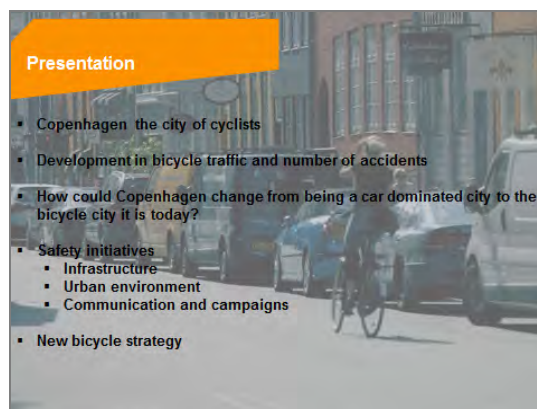 Presentation
▪ Copenhagen the city of cyclists
▪ Development in bicycle traffic and number of accidents
▪ How could Copenhagen change from being a car dominated city to the
bicycle city it is today?
▪ Safety initiatives
▪ Infrastructure
▪ Urban environment
▪ Communication and campaigns
▪ New bicycle strategy